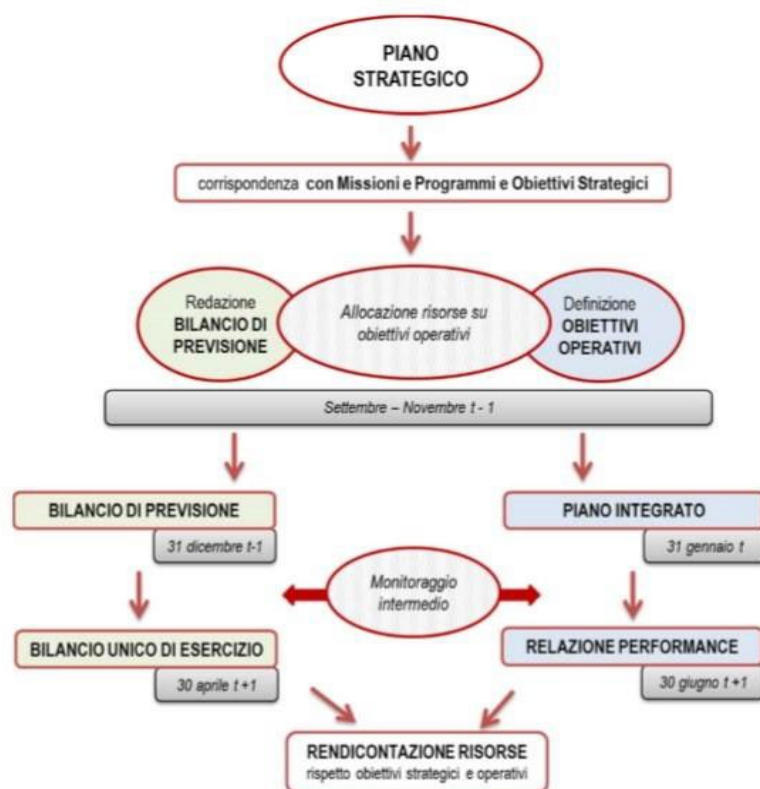 PIANO
STRATEGICO
corrispondenza con Missioni e Programmi e Obiettivi Strategici
Redazione
BILANCIO DI
PREVISIONE
Allocazione risorse su
obiettivi operativi
Definizione
OBIETTIVI
OPERATIVI
Settembre – Novembre t - 1
BILANCIO DI PREVISIONE
31 dicembre t-1
PIANO INTEGRATO
31 gennaio t
Monitoraggio
intermedio
BILANCIO UNICO DI ESERCIZIO
30 aprile t +1
RELAZIONE PERFORMANCE
30 giugno t +1
RENDICONTAZIONE RISORSE
rispetto obiettivi strategici e operativi